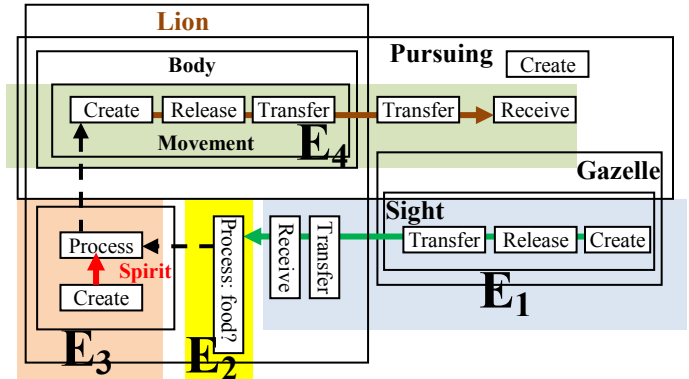 Lion
Pursuing
Create
Body
Create
Release
Transfer
Transfer
Receive
Movement
E4
Gazelle
Sight
Transfer
Release
Create
E1
Transfer
Receive
Process: food?
E2
Process
Spirit
Create
E3